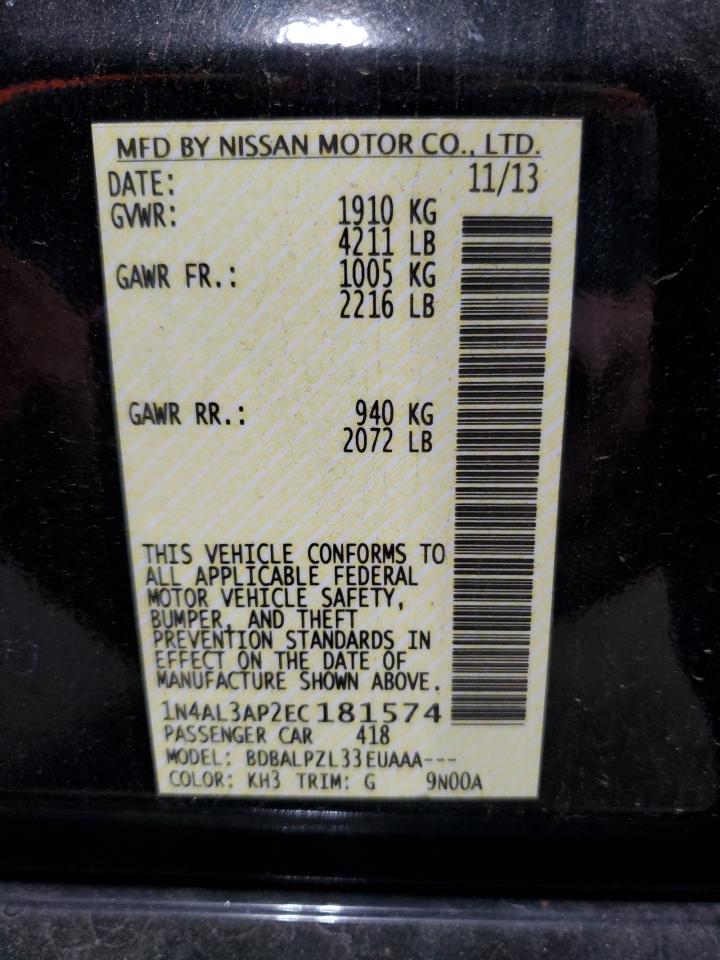 MFD BY NISSAN MOTOR CO., LTD.
DATE: 11/13
GVWR: 1910 KG
4211 LB
GAWR FR.: 1005 KG
2216 LB
GAWR RR.: 940 KG
2072 LB
THIS VEHICLE CONFORMS TO
ALL APPLICABLE FEDERAL
MOTOR VEHICLE SAFETY,
BUMPER, AND THEFT
PREVENTION STANDARDS IN
EFFECT ON THE DATE OF
MANUFACTURE SHOWN ABOVE.
1N4AL3AP2EC181574
PASSENGER CAR 418
MODEL: BDBALPZL33EUAAA---
COLOR: KH3 TRIM: G 9N00A